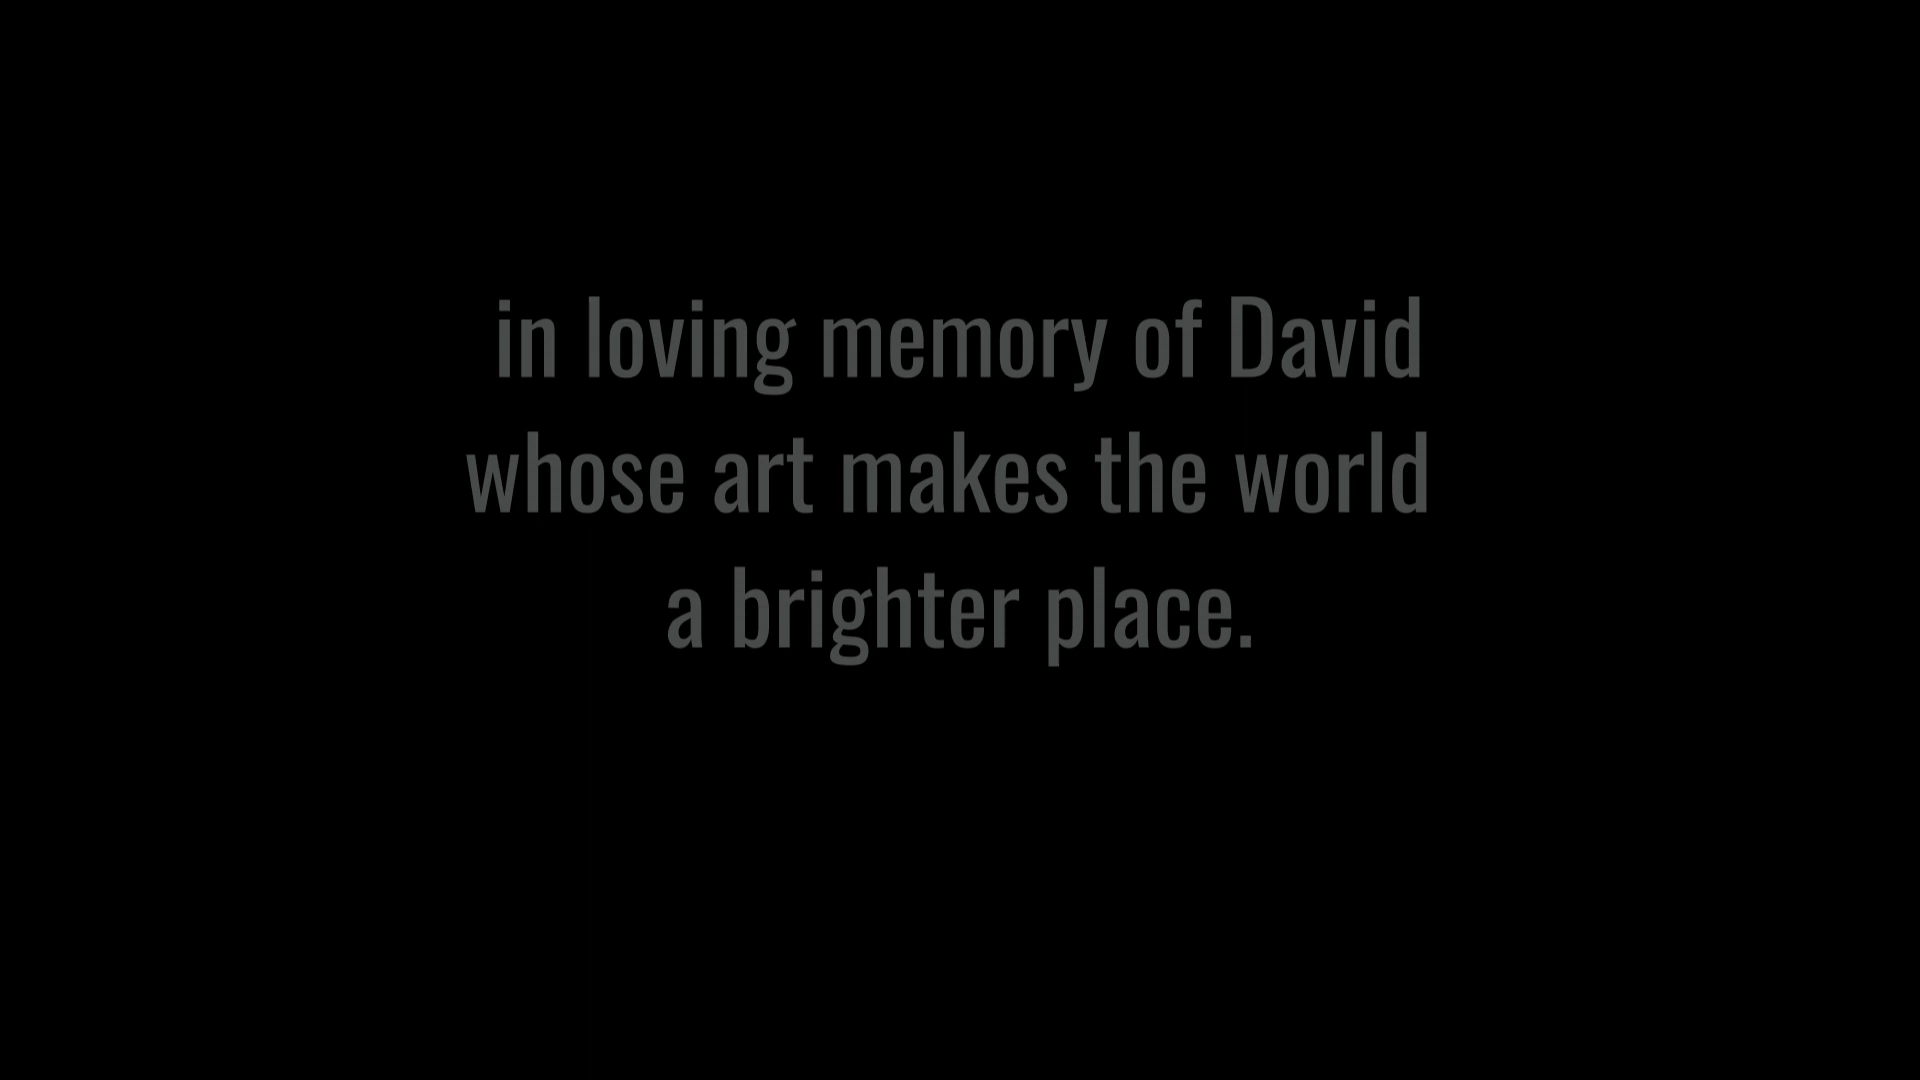 in loving memory of David
whose art makes the world
a brighter place.